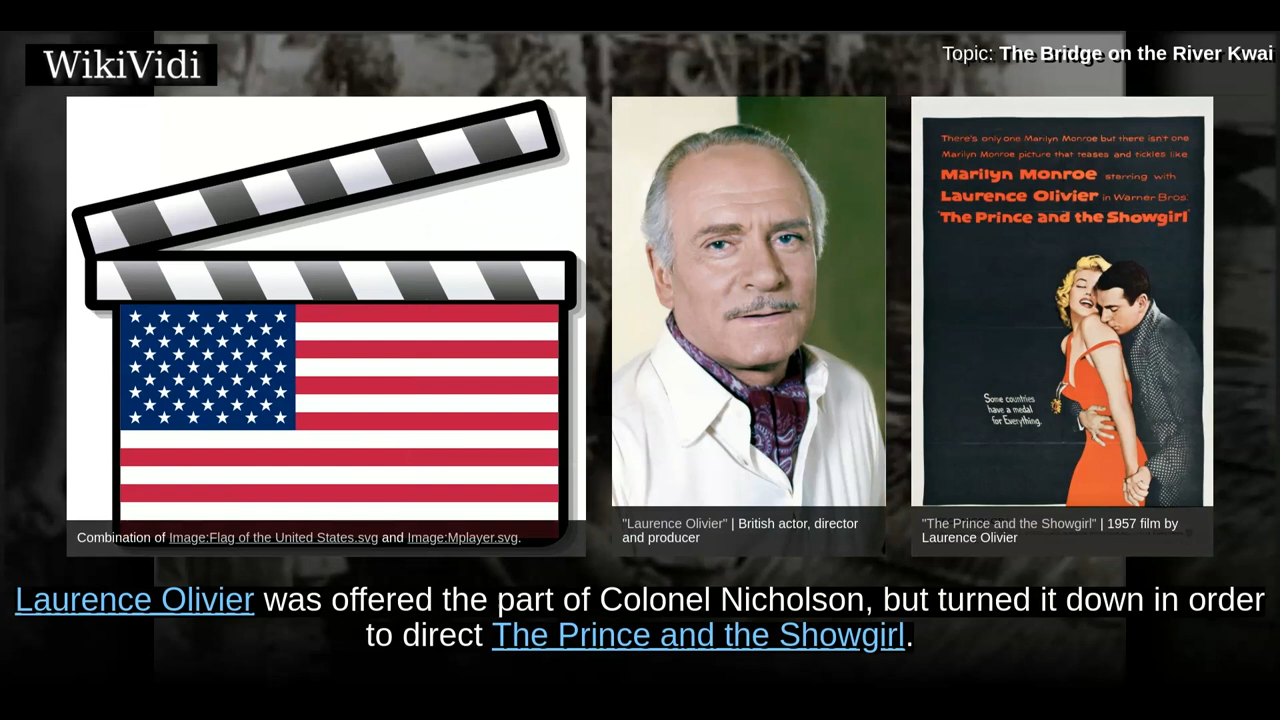 WikiVidi
Topic: The Bridge on the River Kwai
There's only one Marilyn Monroe but there isn't one
Marilyn Monroe picture that teases and tickles like
Marilyn Monroe starring with
Laurence Olivier in Warner Bros.'
"The Prince and the Showgirl"
Some countries
have a medal
for Everything.
Combination of Image:Flag of the United States.svg and Image:Mplayer.svg.
"Laurence Olivier" | British actor, director
and producer
"The Prince and the Showgirl" | 1957 film by
Laurence Olivier
Laurence Olivier was offered the part of Colonel Nicholson, but turned it down in order
to direct The Prince and the Showgirl.